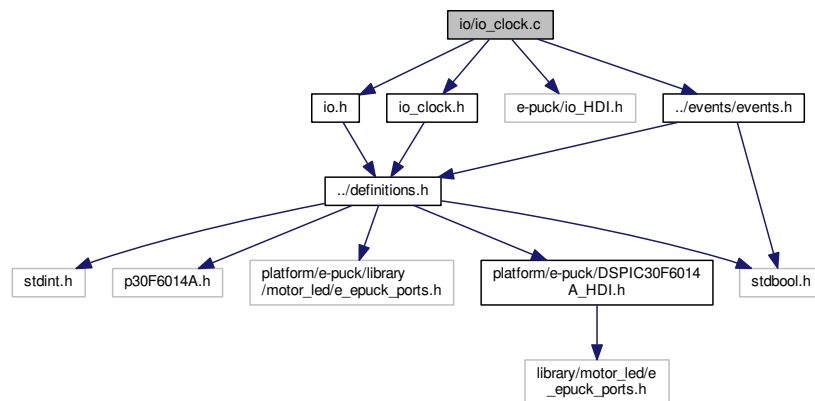 io/io_clock.c
io.h
io_clock.h
e-puck/io_HDI.h
../events/events.h
../definitions.h
stdint.h
p30F6014A.h
platform/e-puck/library
/motor_led/e_epuck_ports.h
platform/e-puck/DSPIC30F6014
A_HDI.h
stdbool.h
library/motor_led/e
_epuck_ports.h